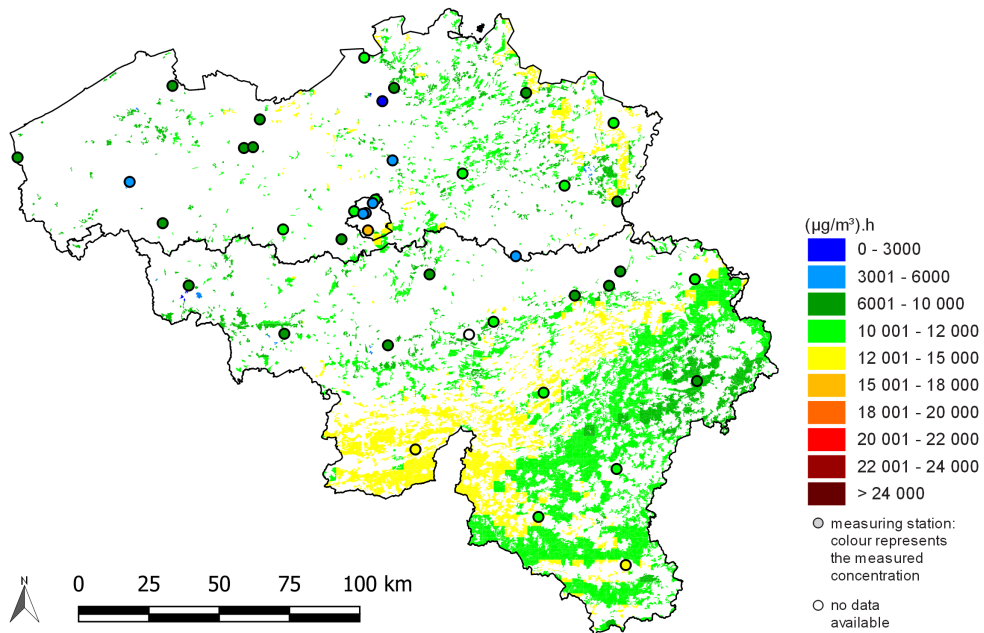 (µg/m³).h
0 - 3000
3001 - 6000
6001 - 10 000
10 001 - 12 000
12 001 - 15 000
15 001 - 18 000
18 001 - 20 000
20 001 - 22 000
22 001 - 24 000
> 24 000
measuring station:
colour represents
the measured
concentration
no data
available
N
0 25 50 75 100 km